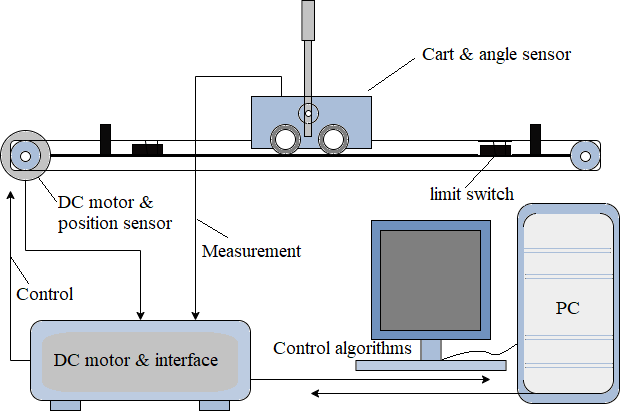 Cart & angle sensor
limit switch
DC motor &
position sensor
Measurement
Control
PC
Control algorithms
DC motor & interface